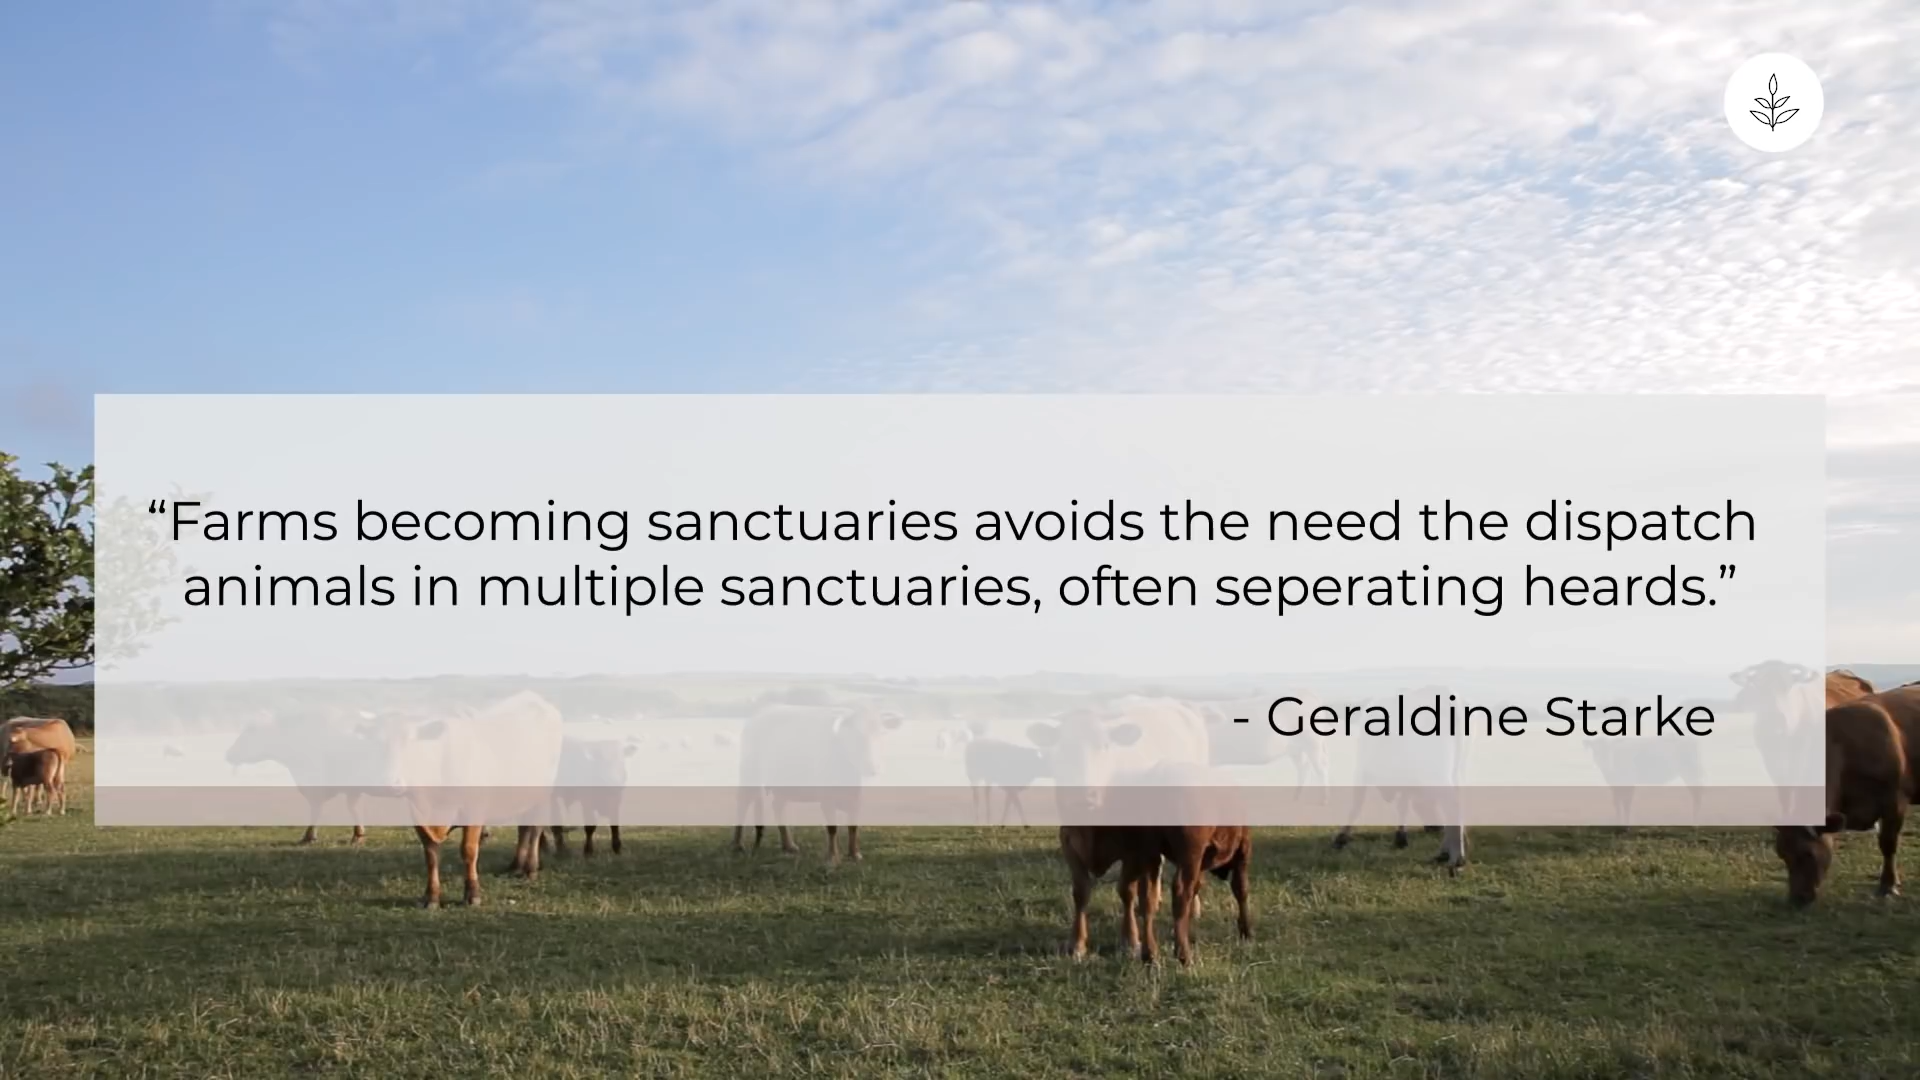 “Farms becoming sanctuaries avoids the need the dispatch
animals in multiple sanctuaries, often seperating heards.”
- Geraldine Starke